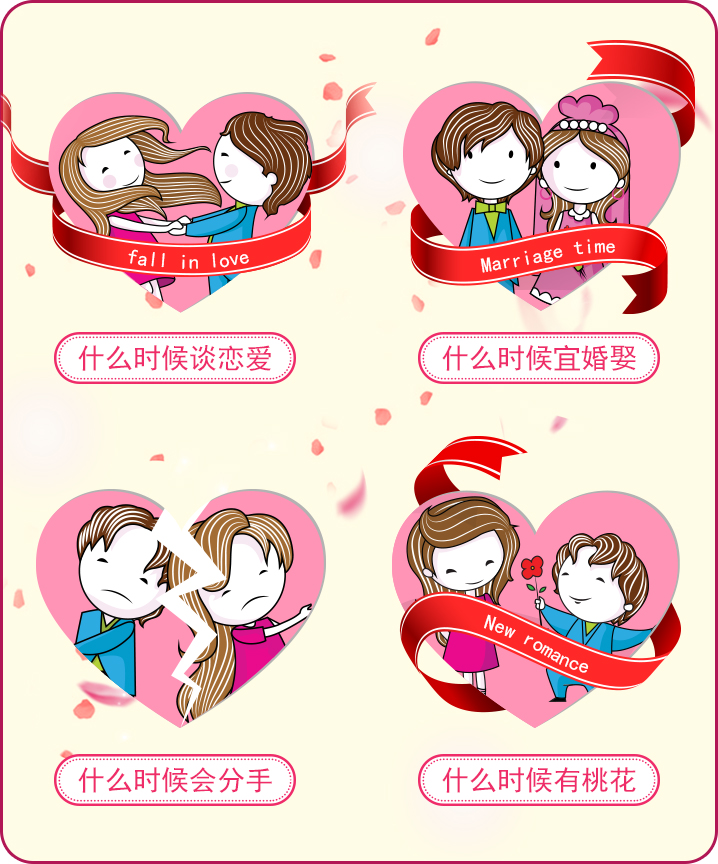 fall in love
Marriage time
什么时候谈恋爱
什么时候宜婚娶
New romance
什么时候会分手
什么时候有桃花